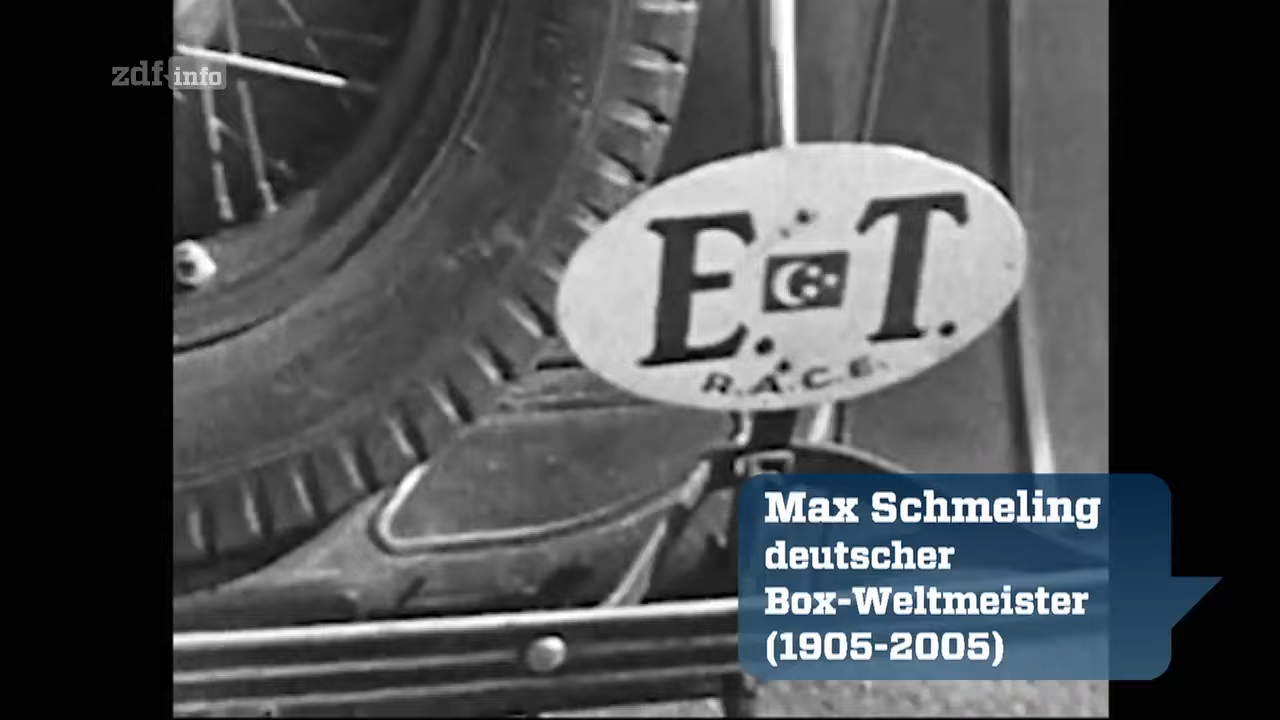 zdf info
E. T.
R.A.C.E.
Max Schmeling
deutscher
Box-Weltmeister
(1905-2005)